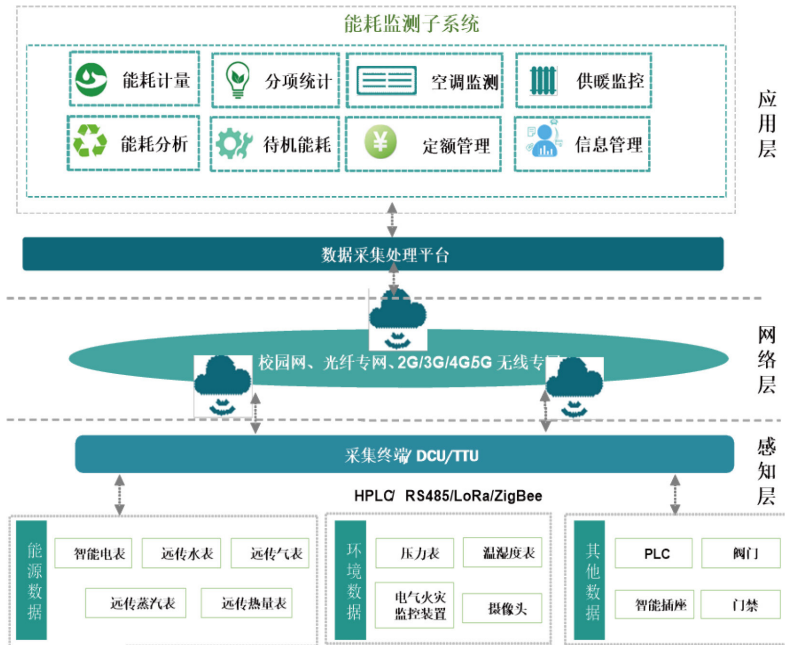 能耗监测子系统
能耗计量
分项统计
空调监测
供暖监控
能耗分析
待机能耗
定额管理
信息管理
应用层
数据采集处理平台
校园网、光纤专网、2G/3G/4G5G 无线专
网络层
采集终端/ DCU/TTU
感知层
HPLC/ RS485/LoRa/ZigBee
能源数据
智能电表
远传水表
远传气表
远传蒸汽表
远传热量表
环境数据
压力表
温湿度表
电气火灾
监控装置
摄像头
其他数据
PLC
阀门
智能插座
门禁